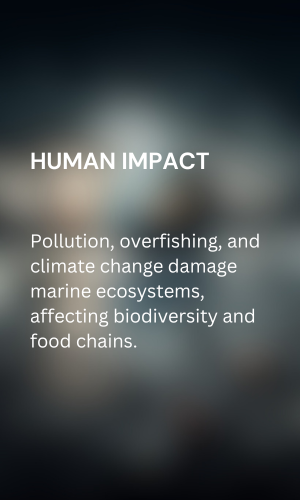 HUMAN IMPACT
Pollution, overfishing, and
climate change damage
marine ecosystems,
affecting biodiversity and
food chains.